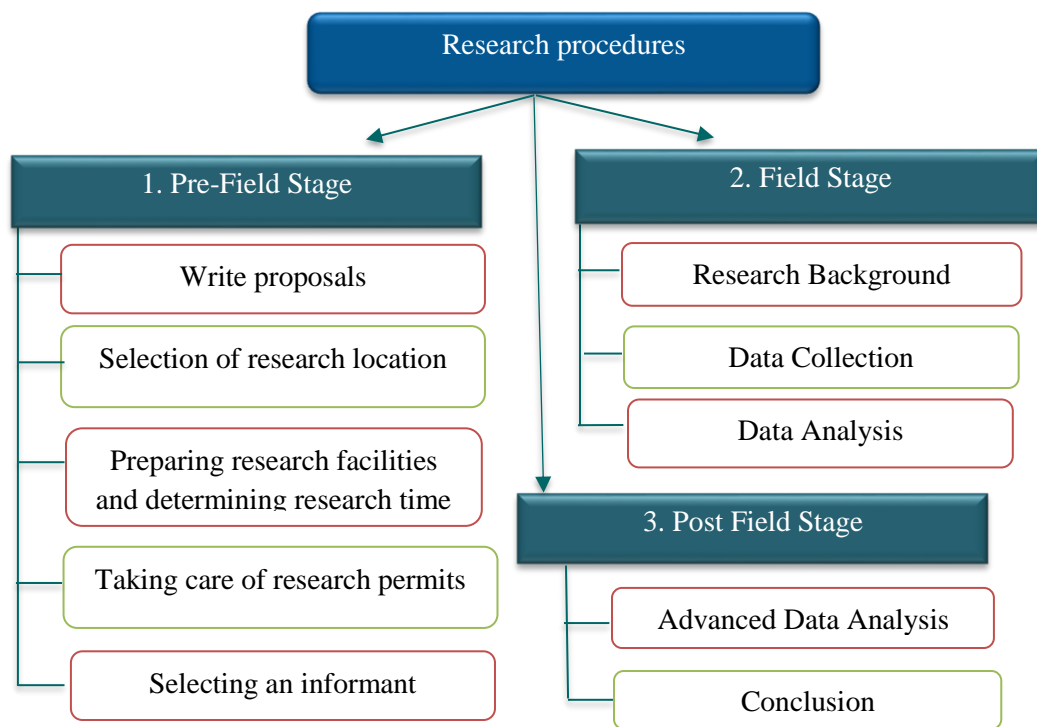 Research procedures
1. Pre-Field Stage
Write proposals
Selection of research location
Preparing research facilities
and determining research time
Taking care of research permits
Selecting an informant
2. Field Stage
Research Background
Data Collection
Data Analysis
3. Post Field Stage
Advanced Data Analysis
Conclusion